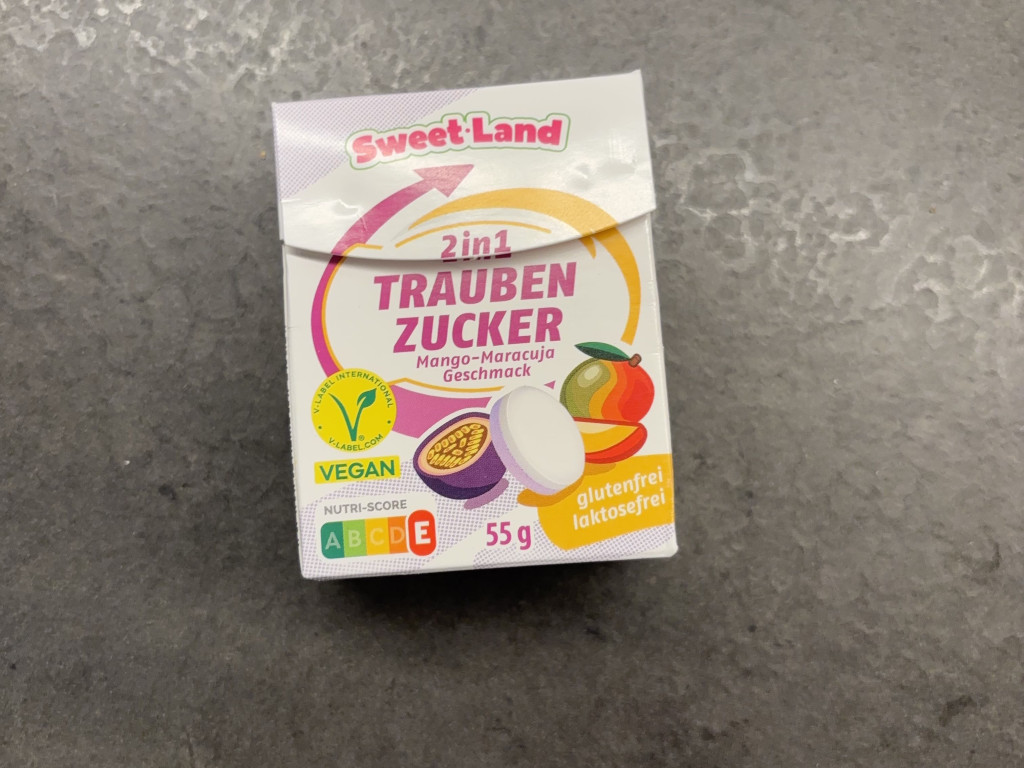 Sweet·Land
2in1
TRAUBEN
ZUCKER
Mango-Maracuja
Geschmack
V-LABEL INTERNATIONAL
V-LABEL.COM
VEGAN
glutenfrei
laktosefrei
NUTRI-SCORE
A B C D E
55 g